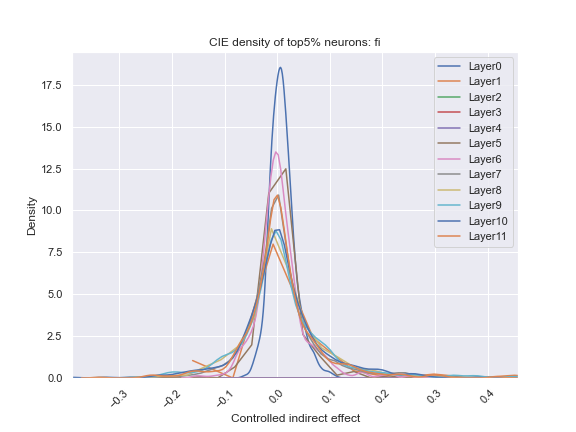 CIE density of top5% neurons: fi
17.5
15.0
12.5
10.0
7.5
5.0
2.5
0.0
Density
-0.3
-0.2
-0.1
0.0
0.1
0.2
0.3
0.4
Controlled indirect effect
Layer0
Layer1
Layer2
Layer3
Layer4
Layer5
Layer6
Layer7
Layer8
Layer9
Layer10
Layer11